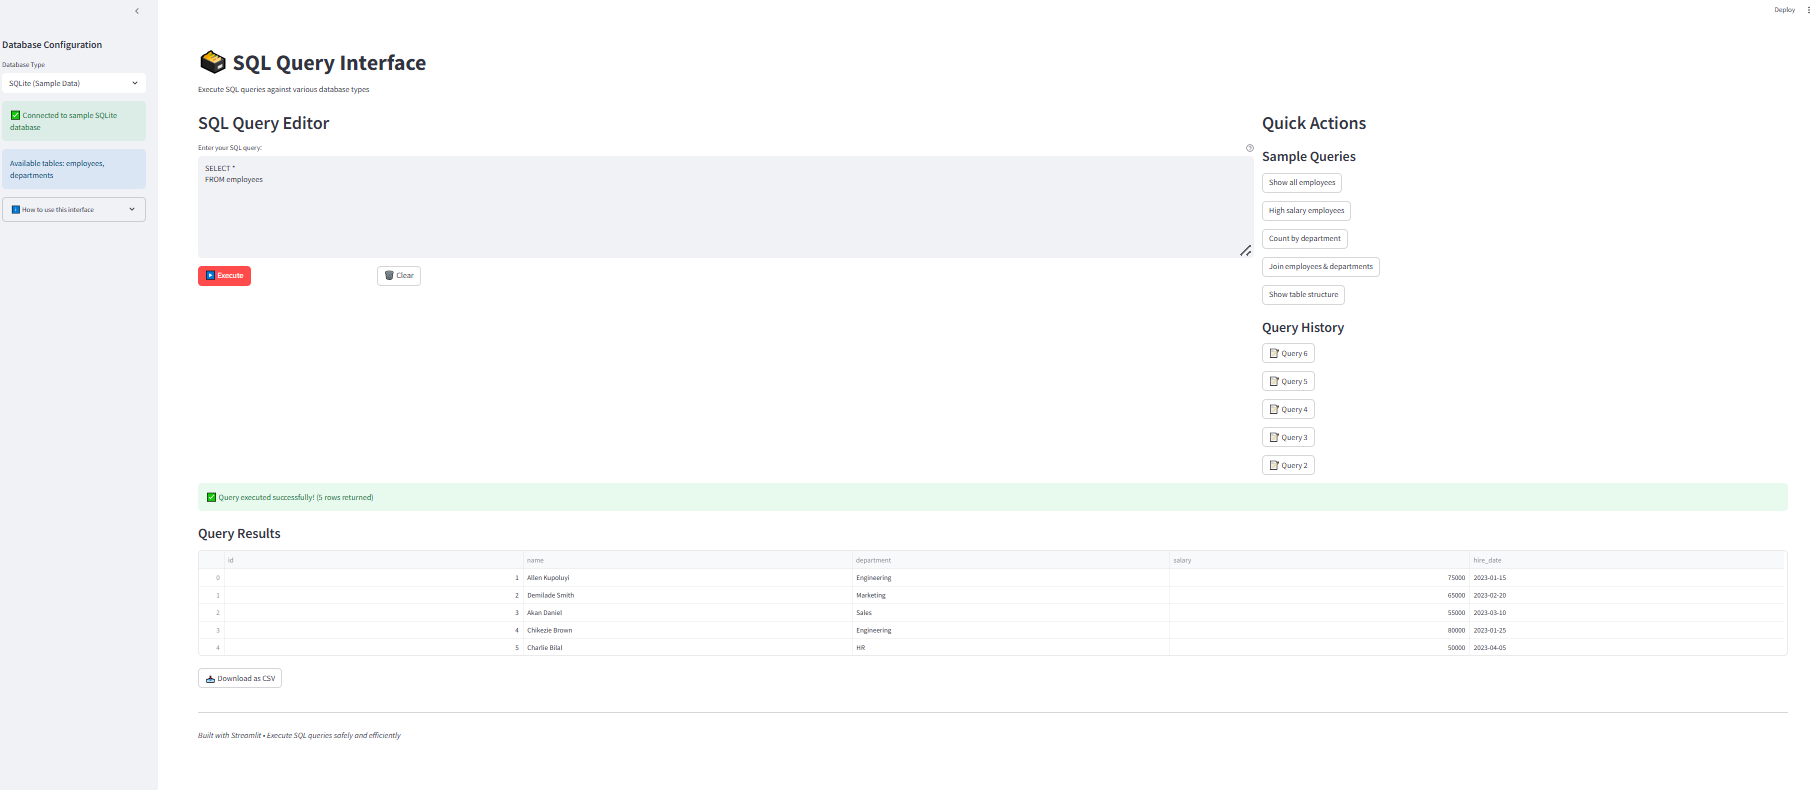 Deploy
Database Configuration
Database Type
SQLite (Sample Data)
Connected to sample SQLite
database
Available tables: employees,
departments
How to use this interface
SQL Query Interface
Execute SQL queries against various database types
SQL Query Editor
Enter your SQL query:
SELECT *
FROM employees
Execute
Clear
Quick Actions
Sample Queries
Show all employees
High salary employees
Count by department
Join employees & departments
Show table structure
Query History
Query 6
Query 5
Query 4
Query 3
Query 2
Query executed successfully! (5 rows returned)
Query Results
id name department salary hire_date
0 1 Allen Kupoluyi Engineering 75000 2023-01-15
1 2 Demilade Smith Marketing 65000 2023-02-20
2 3 Akan Daniel Sales 55000 2023-03-10
3 4 Chikezie Brown Engineering 80000 2023-01-25
4 5 Charlie Bilal HR 50000 2023-04-05
Download as CSV
Built with Streamlit • Execute SQL queries safely and efficiently